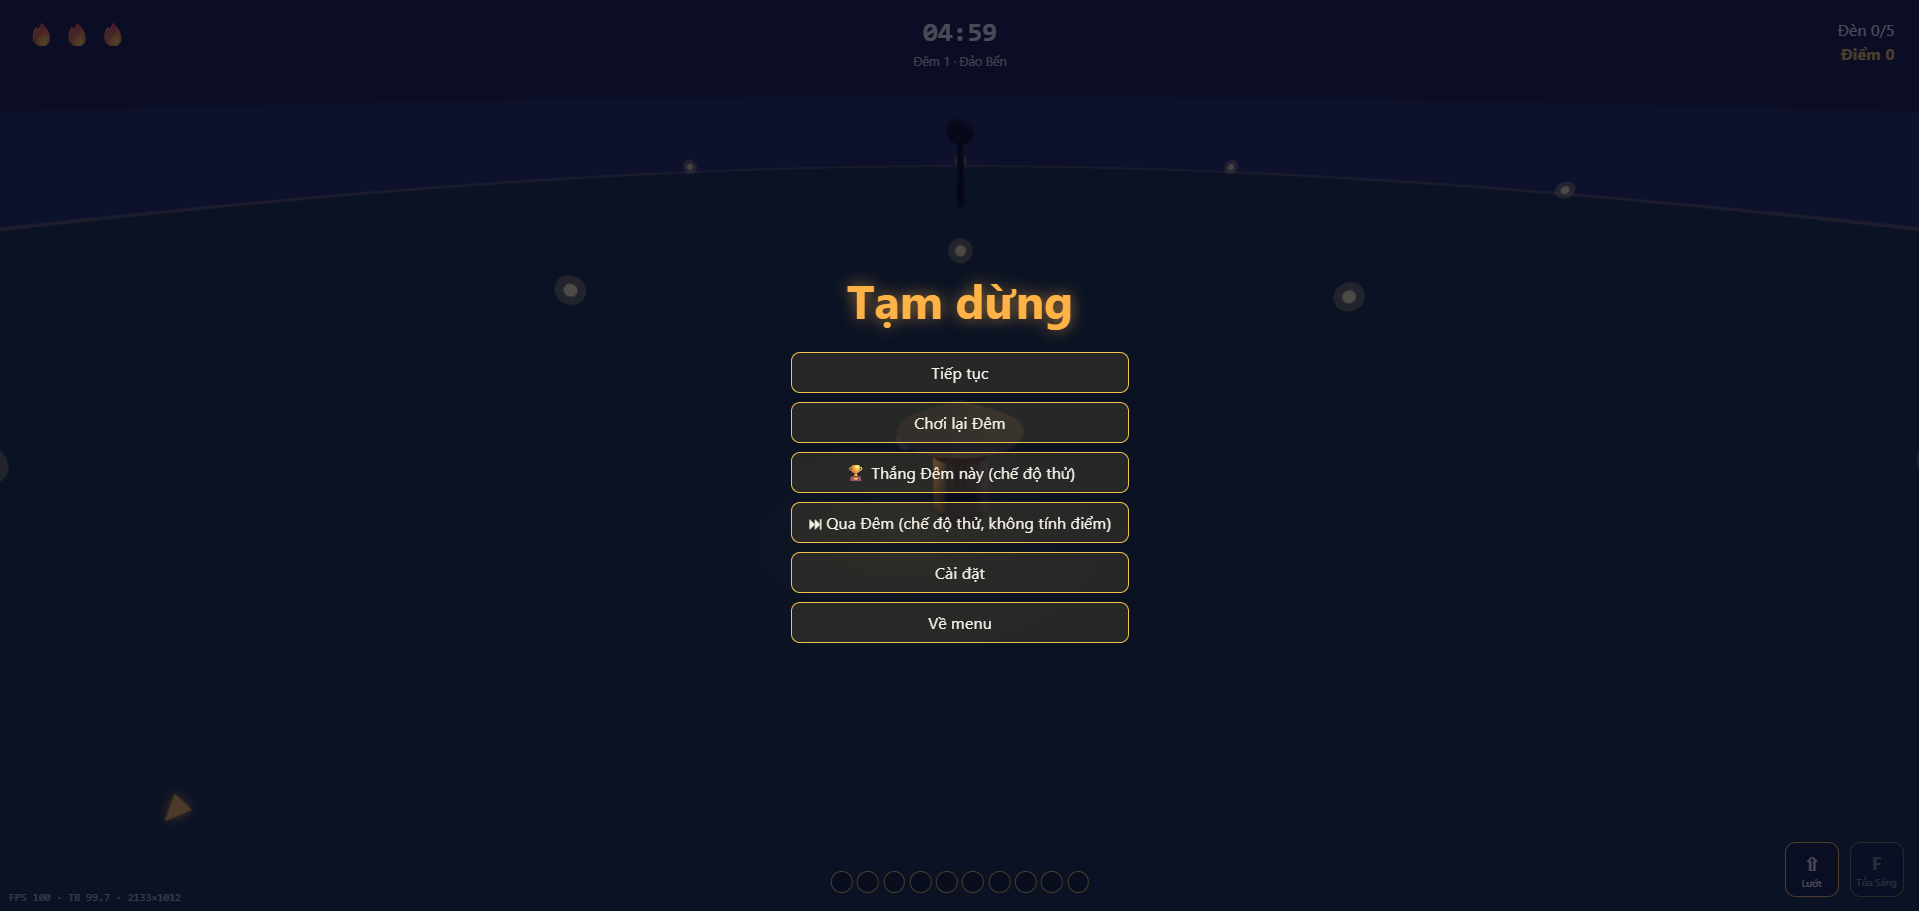 04:59
Đêm 1 · Đảo Bến
Đèn 0/5
Điểm 0
Tạm dừng
Tiếp tục
Chơi lại Đêm
🏆 Thắng Đêm này (chế độ thử)
⏭ Qua Đêm (chế độ thử, không tính điểm)
Cài đặt
Về menu
⇧
Lướt
F
Tỏa Sáng
FPS 100 · TB 99.7 · 2133×1012